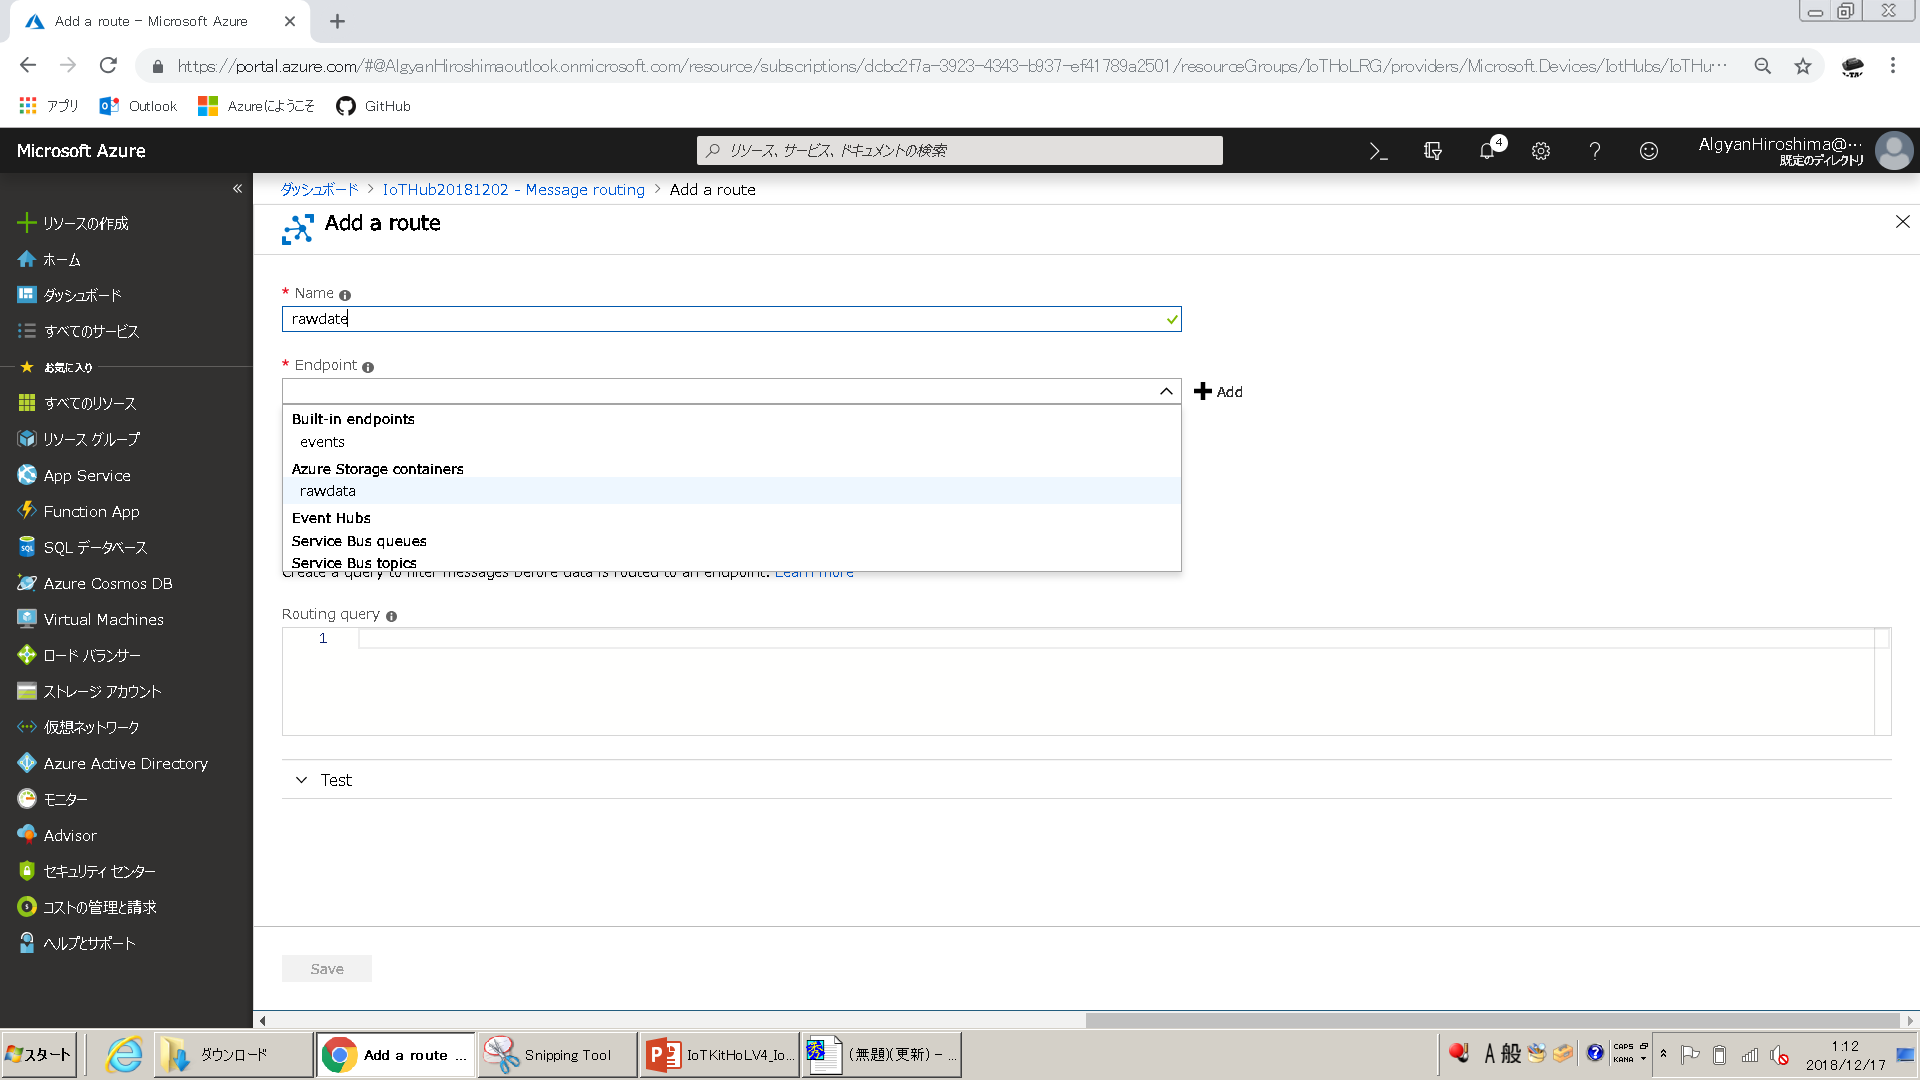 Add a route - Microsoft Azure
https://portal.azure.com/#@AlgyanHiroshimaoutlook.onmicrosoft.com/resource/subscriptions/dcbc2f7a-3923-4343-b937-ef41789a2501/resourceGroups/IoTHoLRG/providers/Microsoft.Devices/IotHubs/IoTHu…
アプリ
Outlook
Azureにようこそ
GitHub
Microsoft Azure
リソース、サービス、ドキュメントの検索
4
AlgyanHiroshima@…
既定のディレクトリ
ダッシュボード > IoTHub20181202 - Message routing > Add a route
Add a route
リソースの作成
ホーム
ダッシュボード
すべてのサービス
お気に入り
すべてのリソース
リソース グループ
App Service
Function App
SQL データベース
Azure Cosmos DB
Virtual Machines
ロード バランサー
ストレージ アカウント
仮想ネットワーク
Azure Active Directory
モニター
Advisor
セキュリティ センター
コストの管理と請求
ヘルプとサポート
* Name
rawdate
* Endpoint
Add
Built-in endpoints
events
Azure Storage containers
rawdata
Event Hubs
Service Bus queues
Service Bus topics
Create a query to filter messages before data is routed to an endpoint. Learn more
Routing query
1
Test
Save
スタート
ダウンロード
Add a route ...
Snipping Tool
IoTKitHoLV4_Io...
(無題)(更新) - ...
A 般
CAPS
KANA
1:12
2018/12/17